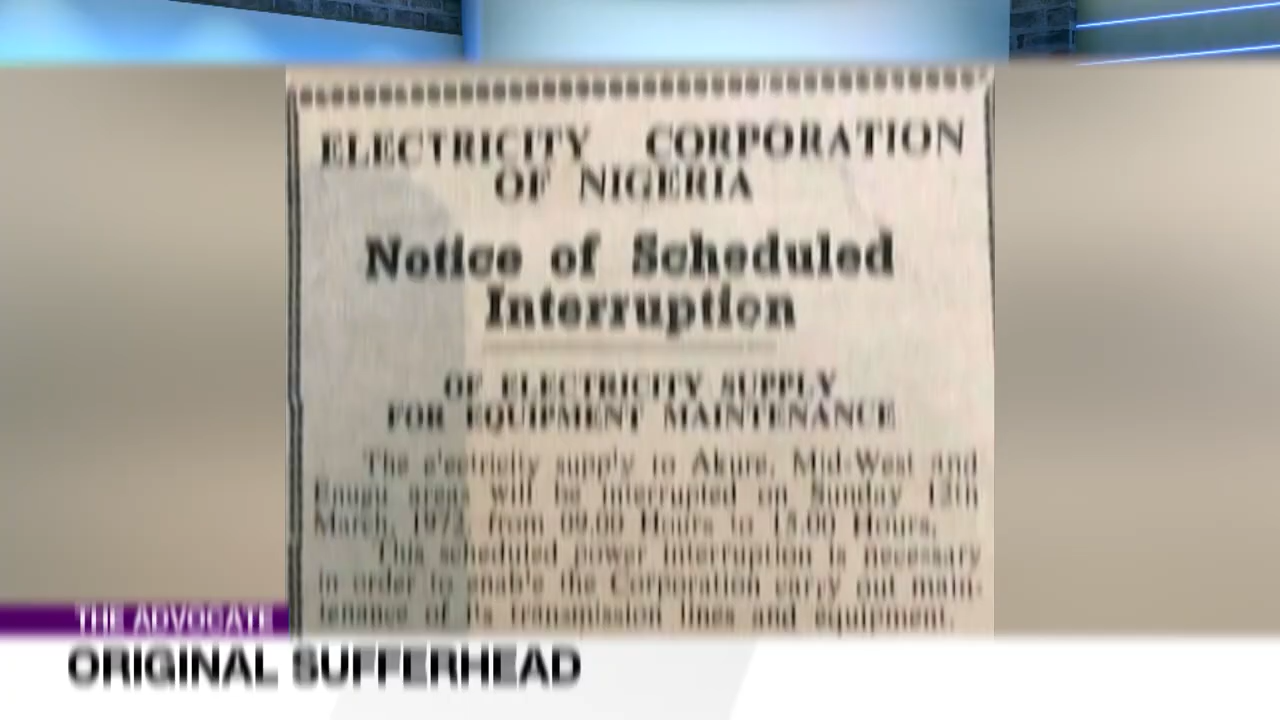 ELECTRICITY CORPORATION
OF NIGERIA
Notice of Scheduled
Interruption
OF ELECTRICITY SUPPLY
FOR EQUIPMENT MAINTENANCE
The electricity supply to Akure, Mid-West and
Enugu areas will be interrupted on Sunday 12th
March, 1972 from 09.00 Hours to 15.00 Hours.
This scheduled power interruption is necessary
in order to enable the Corporation carry out main-
tenance of its transmission lines and equipment.
THE ADVOCATE
ORIGINAL SUFFERHEAD